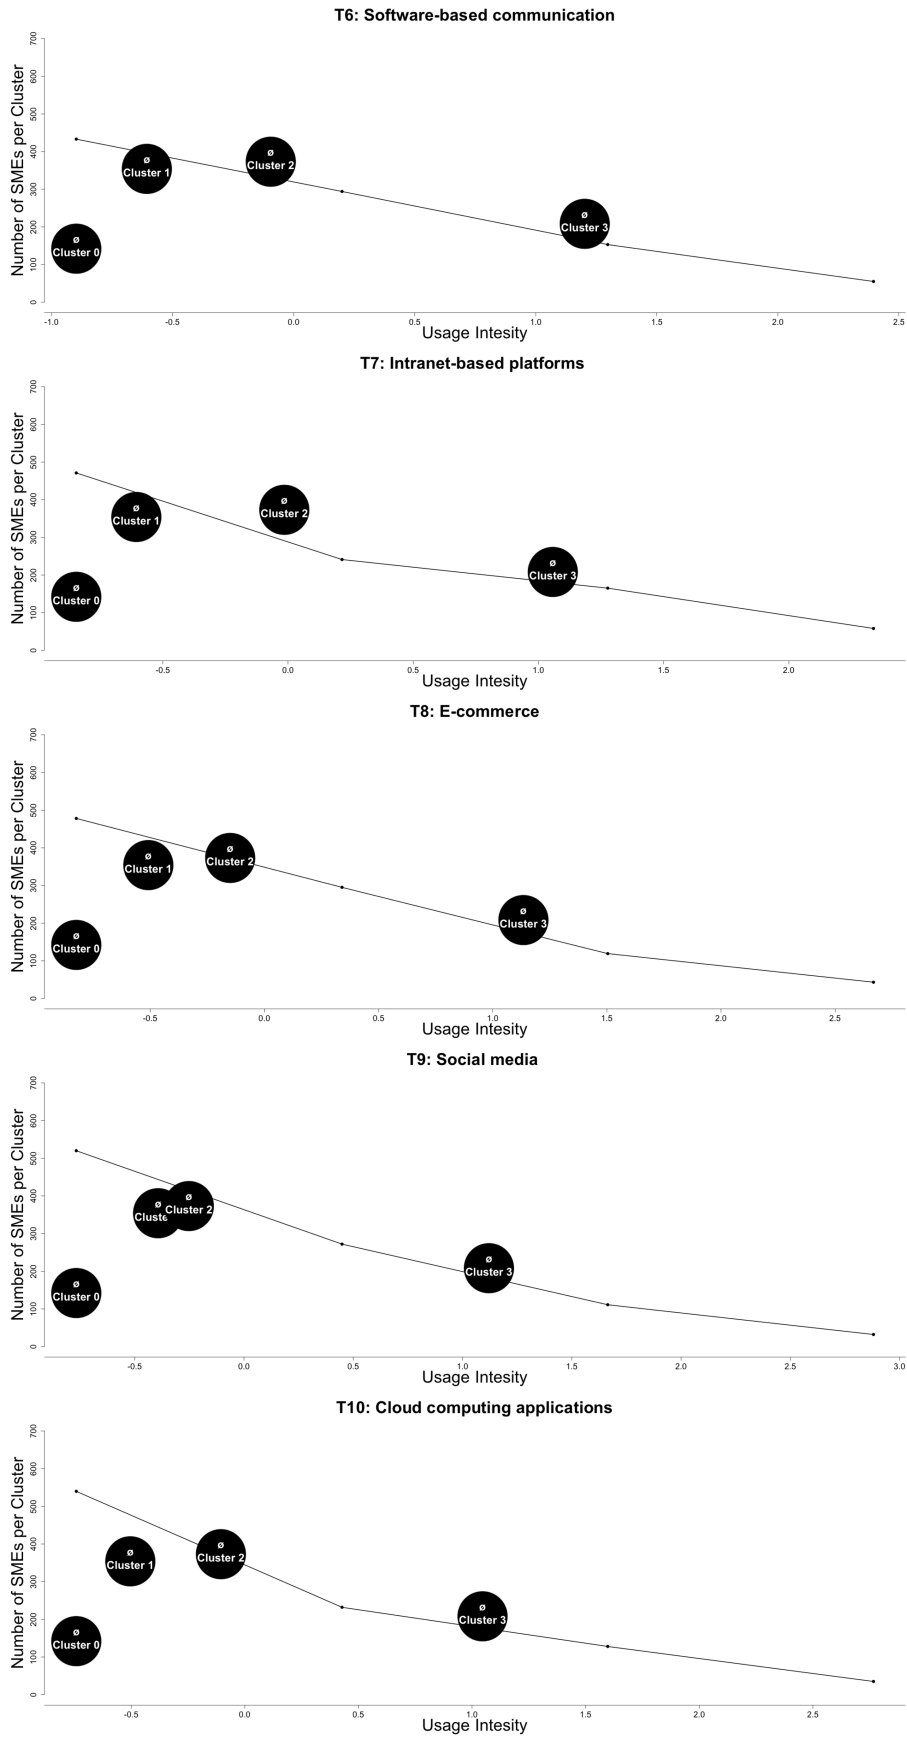 T6: Software-based communication
Number of SMEs per Cluster
700
600
500
400
300
200
100
0
ø
Cluster 0
ø
Cluster 1
ø
Cluster 2
ø
Cluster 3
-1.0 -0.5 0.0 0.5 1.0 1.5 2.0 2.5
Usage Intesity
T7: Intranet-based platforms
Number of SMEs per Cluster
700
600
500
400
300
200
100
0
ø
Cluster 0
ø
Cluster 1
ø
Cluster 2
ø
Cluster 3
-0.5 0.0 0.5 1.0 1.5 2.0
Usage Intesity
T8: E-commerce
Number of SMEs per Cluster
700
600
500
400
300
200
100
0
ø
Cluster 0
ø
Cluster 1
ø
Cluster 2
ø
Cluster 3
-0.5 0.0 0.5 1.0 1.5 2.0 2.5
Usage Intesity
T9: Social media
Number of SMEs per Cluster
700
600
500
400
300
200
100
0
ø
Cluster 0
ø
Cluste
ø
Cluster 2
ø
Cluster 3
-0.5 0.0 0.5 1.0 1.5 2.0 2.5 3.0
Usage Intesity
T10: Cloud computing applications
Number of SMEs per Cluster
700
600
500
400
300
200
100
0
ø
Cluster 0
ø
Cluster 1
ø
Cluster 2
ø
Cluster 3
-0.5 0.0 0.5 1.0 1.5 2.0 2.5
Usage Intesity